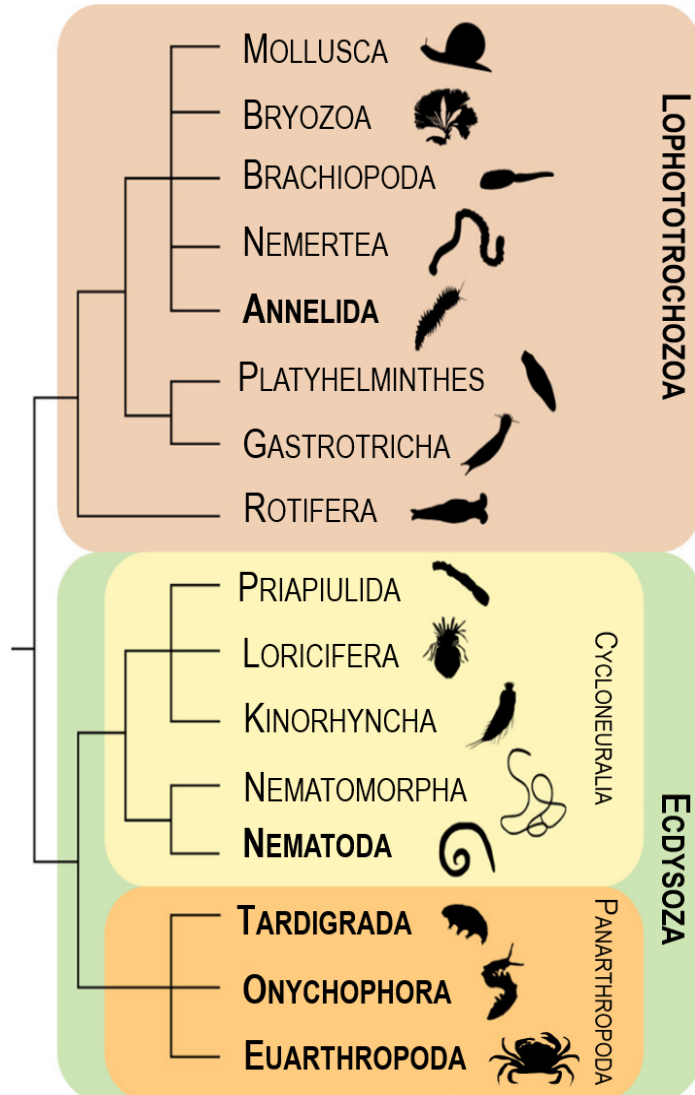 MOLLUSCA
BRYOZOA
BRACHIOPODA
NEMERTEA
ANNELIDA
PLATYHELMINTHES
GASTROTRICHA
ROTIFERA
LOPHOTOTROCHOZOA
PRIAPIULIDA
LORICIFERA
KINORHYNCHA
NEMATOMORPHA
NEMATODA
CYCLONEURALIA
TARDIGRADA
ONYCHOPHORA
EUARTHROPODA
PANARTHROPODA
ECDYSOZA